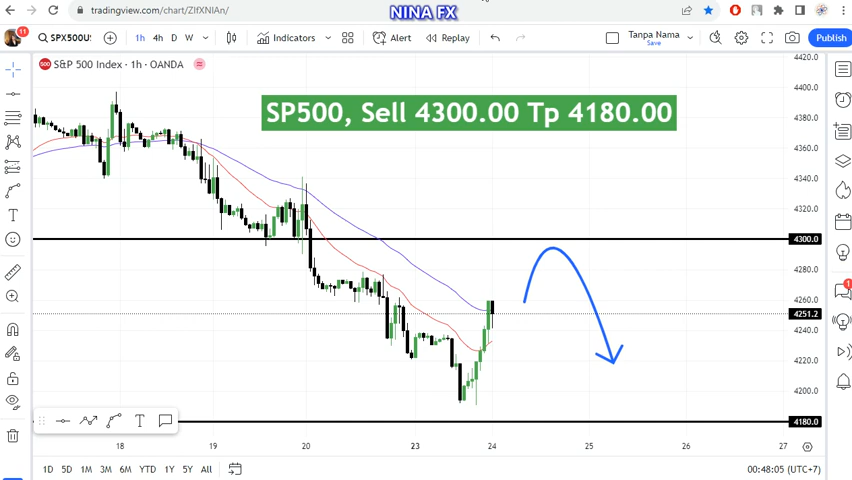 NINA FX
tradingview.com/chart/ZIfXNIAn/
11
SPX500U:
1h 4h D W
Indicators
Alert
Replay
Tanpa Nama
Save
Publish
500 S&P 500 Index · 1h · OANDA
SP500, Sell 4300.00 Tp 4180.00
4420.0
4400.0
4380.0
4360.0
4340.0
4320.0
4300.0
4280.0
4260.0
4251.2
4240.0
4220.0
4200.0
4180.0
1
T
T
18 19 20 23 24 25 26 27
1D 5D 1M 3M 6M YTD 1Y 5Y All
00:48:05 (UTC+7)